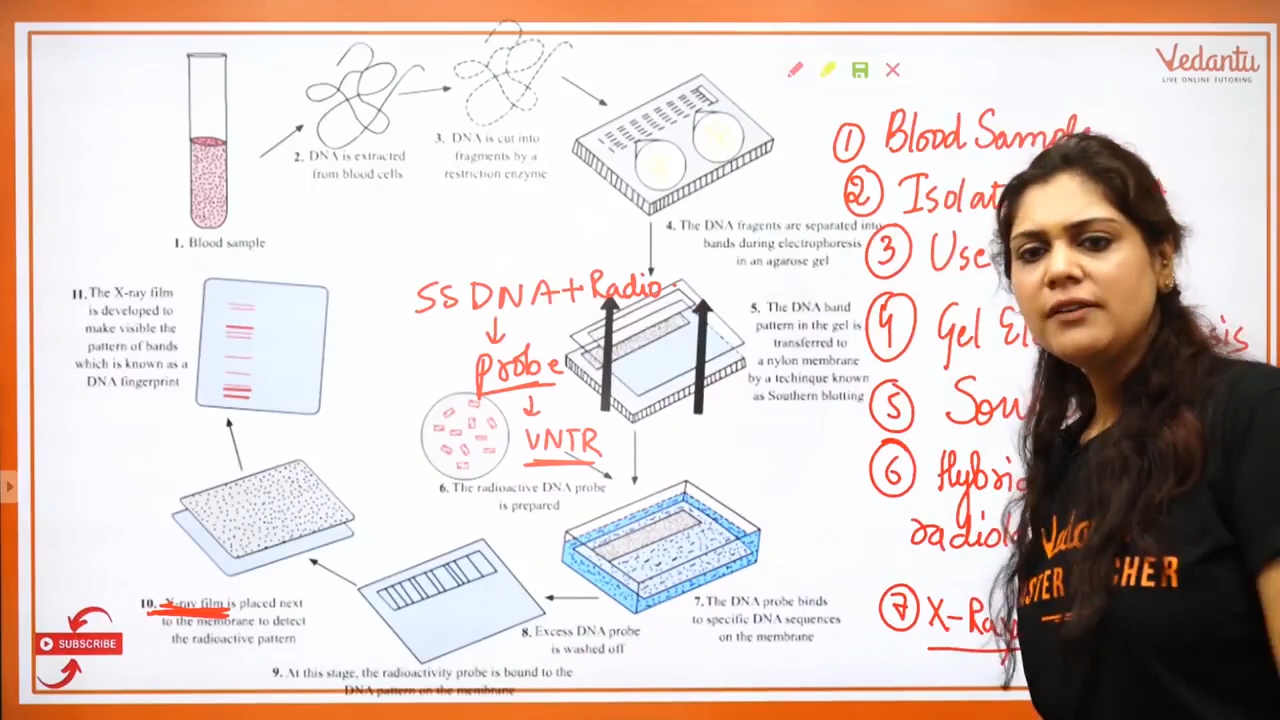 Vedantu
LIVE ONLINE TUTORING
1. Blood sample
2. DNA is extracted
from blood cells
3. DNA is cut into
fragments by a
restriction enzyme
4. The DNA fragents are separated into
bands during electrophoresis
in an agarose gel
5. The DNA band
pattern in the gel is
transferred to
a nylon membrane
by a techinque known
as Southern blotting
SS DNA + Radio.
Probe
VNTR
6. The radioactive DNA probe
is prepared
7. The DNA probe binds
to specific DNA sequences
on the membrane
8. Excess DNA probe
is washed off
9. At this stage, the radioactivity probe is bound to the
DNA pattern on the membrane
10. X-ray film is placed next
to the membrane to detect
the radioactive pattern
11. The X-ray film
is developed to
make visible the
pattern of bands
which is known as a
DNA fingerprint
SUBSCRIBE
① Blood Sample
②
③ Use
④ Gel
⑤
⑥
⑦ X-Ray